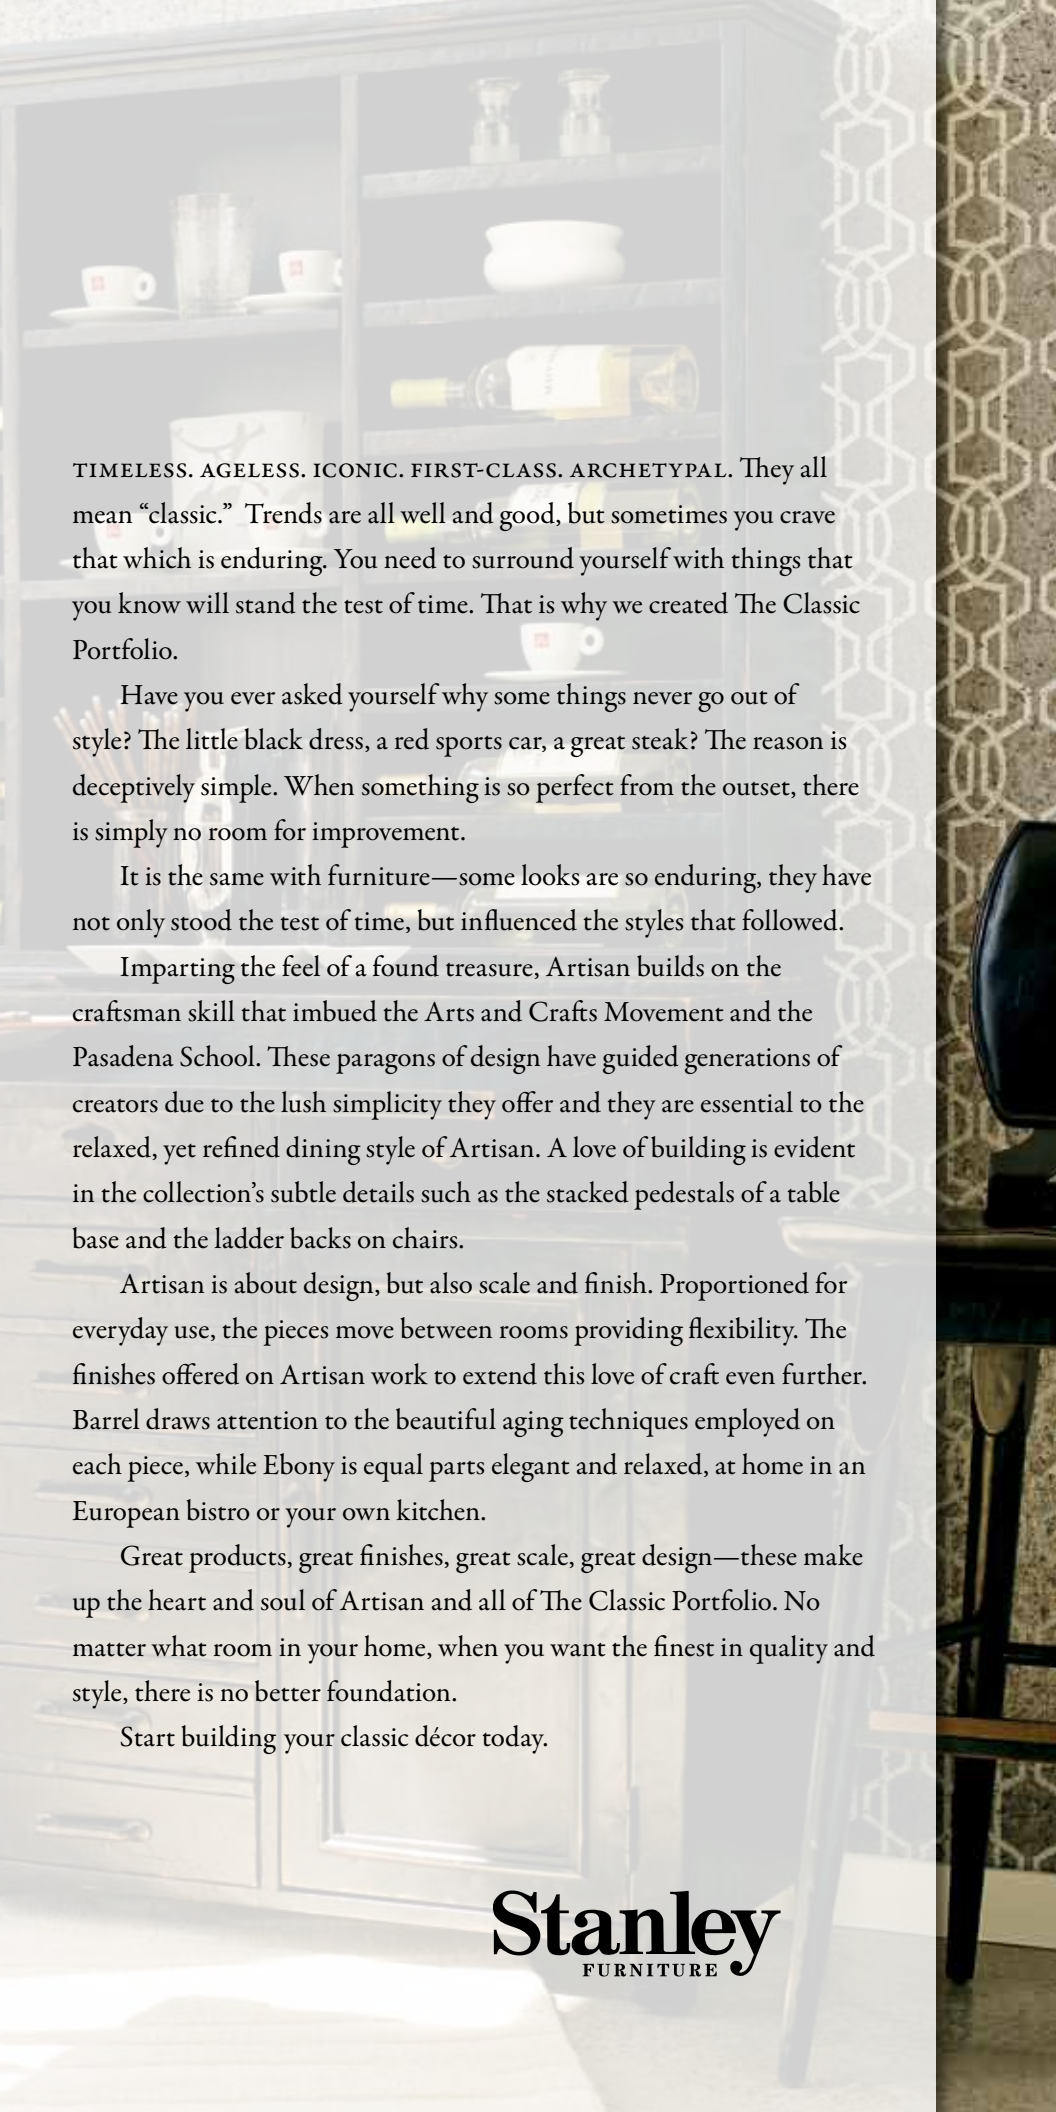 TIMELESS. AGELESS. ICONIC. FIRST-CLASS. ARCHETYPAL. They all
mean “classic.”  Trends are all well and good, but sometimes you crave
that which is enduring. You need to surround yourself with things that
you know will stand the test of time. That is why we created The Classic
Portfolio.
Have you ever asked yourself why some things never go out of
style? The little black dress, a red sports car, a great steak? The reason is
deceptively simple. When something is so perfect from the outset, there
is simply no room for improvement.
It is the same with furniture—some looks are so enduring, they have
not only stood the test of time, but influenced the styles that followed.
Imparting the feel of a found treasure, Artisan builds on the
craftsman skill that imbued the Arts and Crafts Movement and the
Pasadena School. These paragons of design have guided generations of
creators due to the lush simplicity they offer and they are essential to the
relaxed, yet refined dining style of Artisan. A love of building is evident
in the collection’s subtle details such as the stacked pedestals of a table
base and the ladder backs on chairs.
Artisan is about design, but also scale and finish. Proportioned for
everyday use, the pieces move between rooms providing flexibility. The
finishes offered on Artisan work to extend this love of craft even further.
Barrel draws attention to the beautiful aging techniques employed on
each piece, while Ebony is equal parts elegant and relaxed, at home in an
European bistro or your own kitchen.
Great products, great finishes, great scale, great design—these make
up the heart and soul of Artisan and all of The Classic Portfolio. No
matter what room in your home, when you want the finest in quality and
style, there is no better foundation.
Start building your classic décor today.
Stanley
FURNITURE